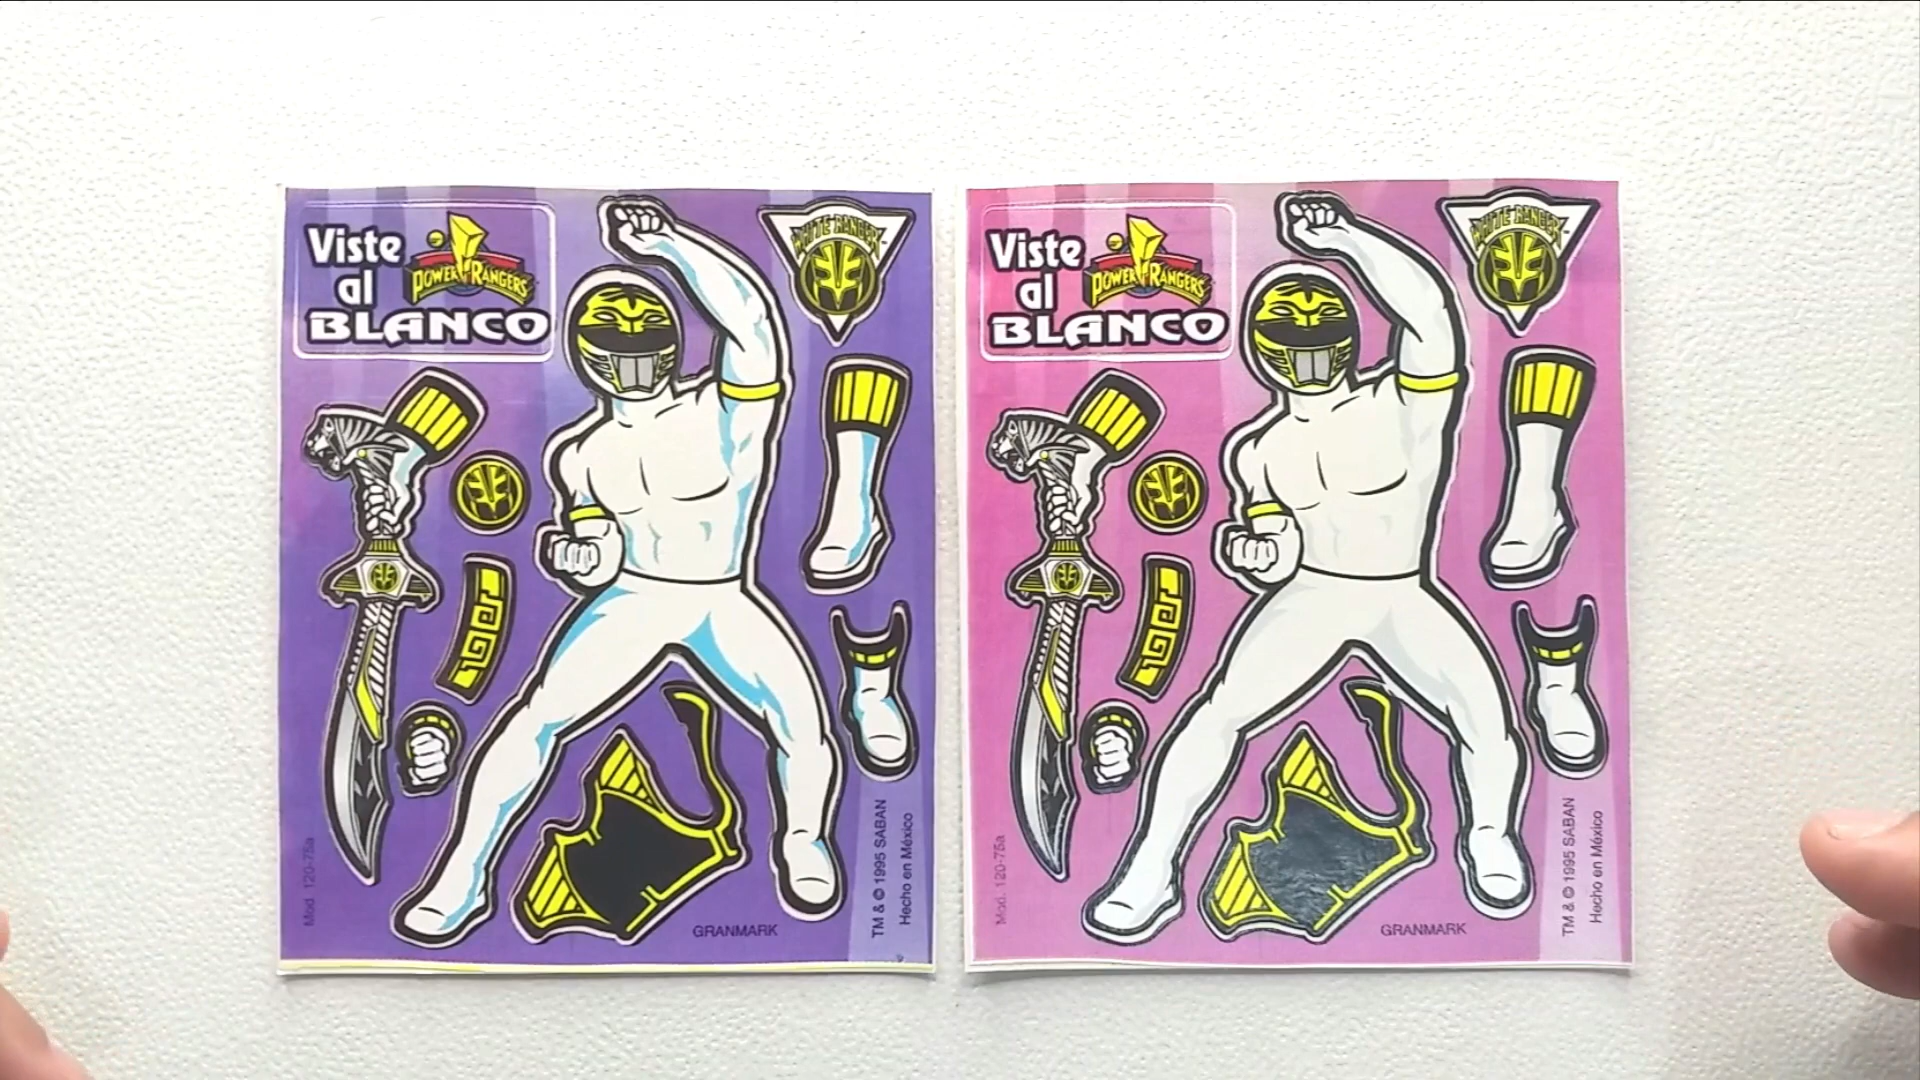 Viste
al
BLANCO
POWER RANGERS
WHITE RANGER
Mod. 120-75a
GRANMARK
TM & © 1995 SABAN
Hecho en México
Viste
al
BLANCO
POWER RANGERS
WHITE RANGER
Mod. 120-75a
GRANMARK
TM & © 1995 SABAN
Hecho en México